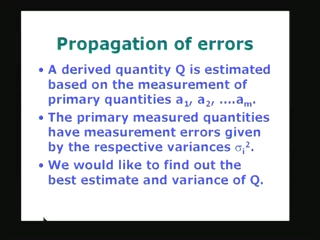 Propagation of errors
• A derived quantity Q is estimated
based on the measurement of
primary quantities a₁, a₂, ....aₘ.
• The primary measured quantities
have measurement errors given
by the respective variances σᵢ².
• We would like to find out the
best estimate and variance of Q.